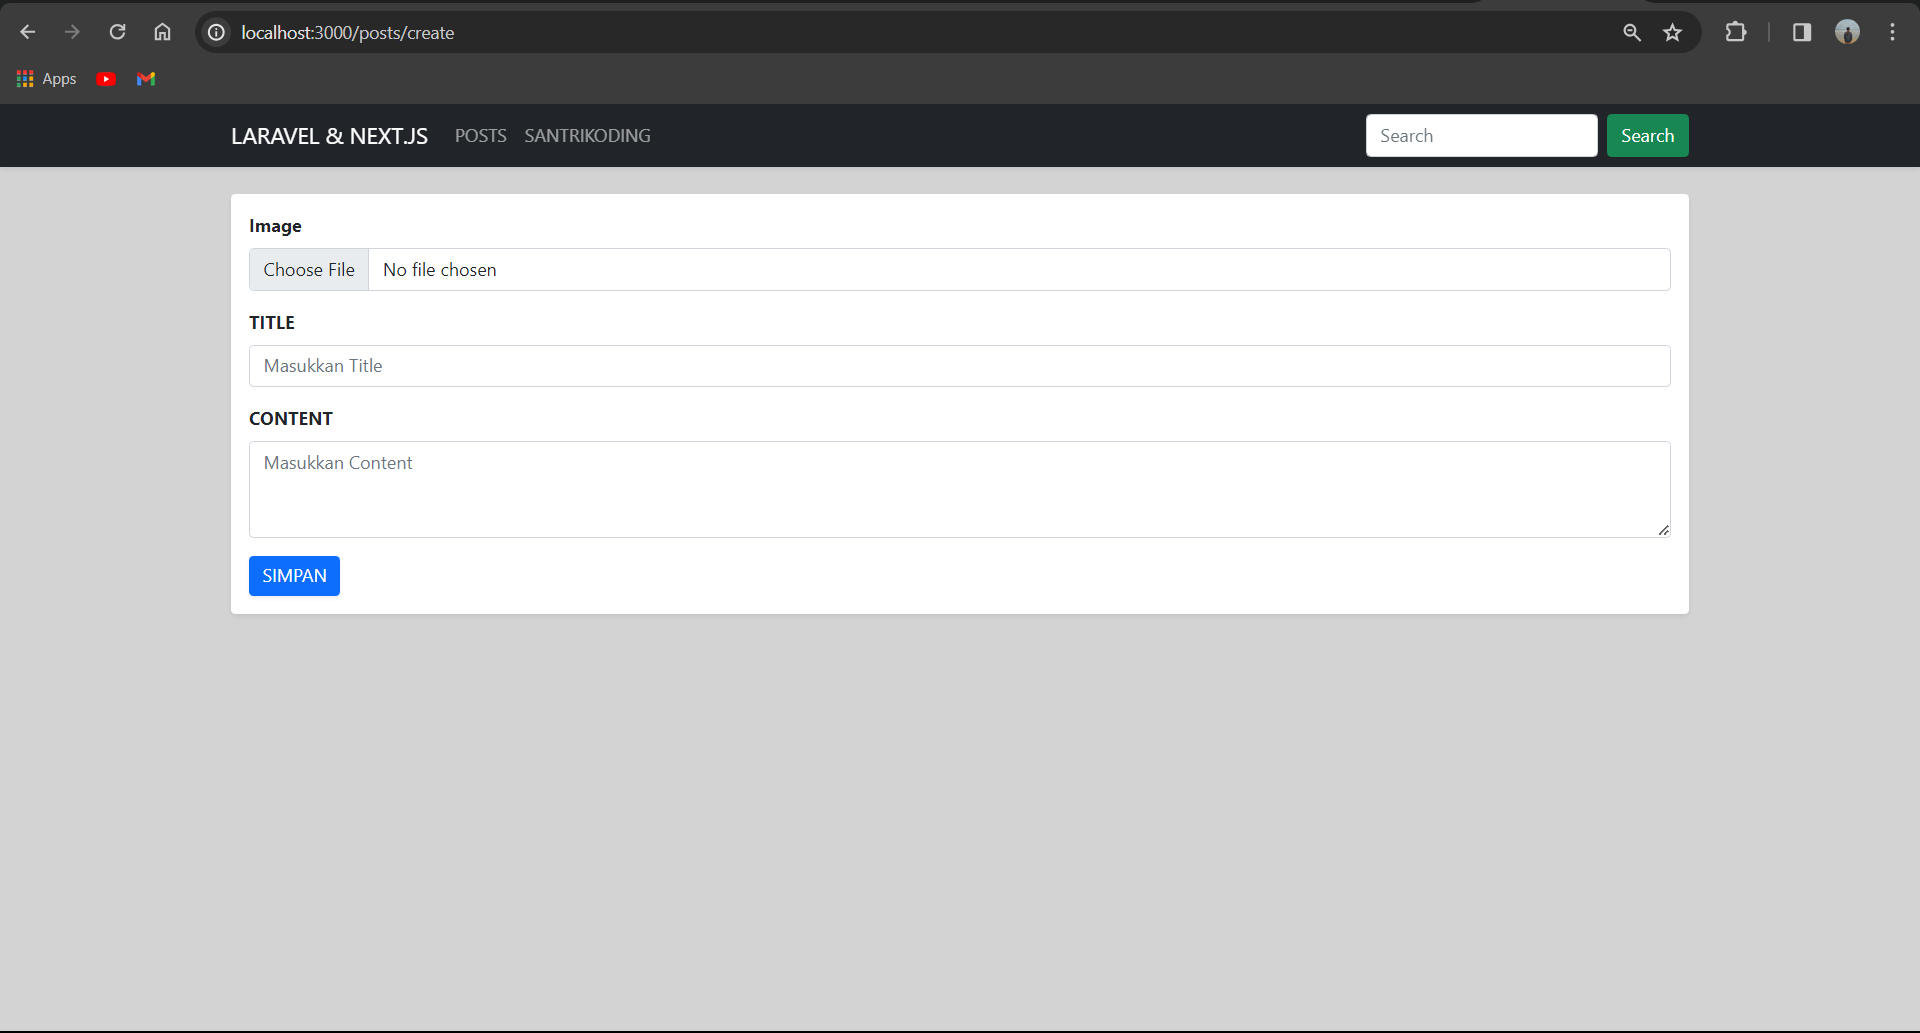 localhost:3000/posts/create
Apps
LARAVEL & NEXT.JS POSTS SANTRIKODING Search Search
Image
Choose File No file chosen
TITLE
Masukkan Title
CONTENT
Masukkan Content
SIMPAN